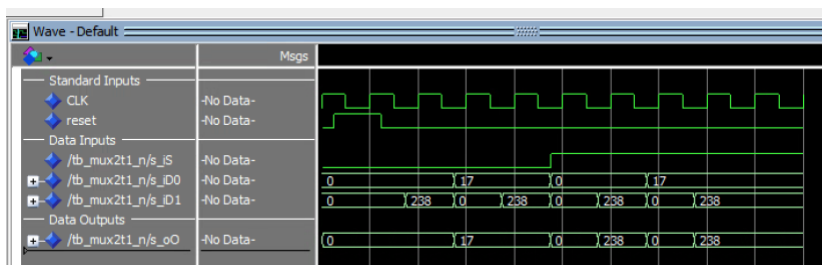 Wave - Default
Msgs
Standard Inputs
CLK -No Data-
reset -No Data-
Data Inputs
/tb_mux2t1_n/s_iS -No Data-
/tb_mux2t1_n/s_iD0 -No Data- 0 17 0 17
/tb_mux2t1_n/s_iD1 -No Data- 0 238 0 238 0 238 0 238
Data Outputs
/tb_mux2t1_n/s_oO -No Data- 0 17 0 238 0 238